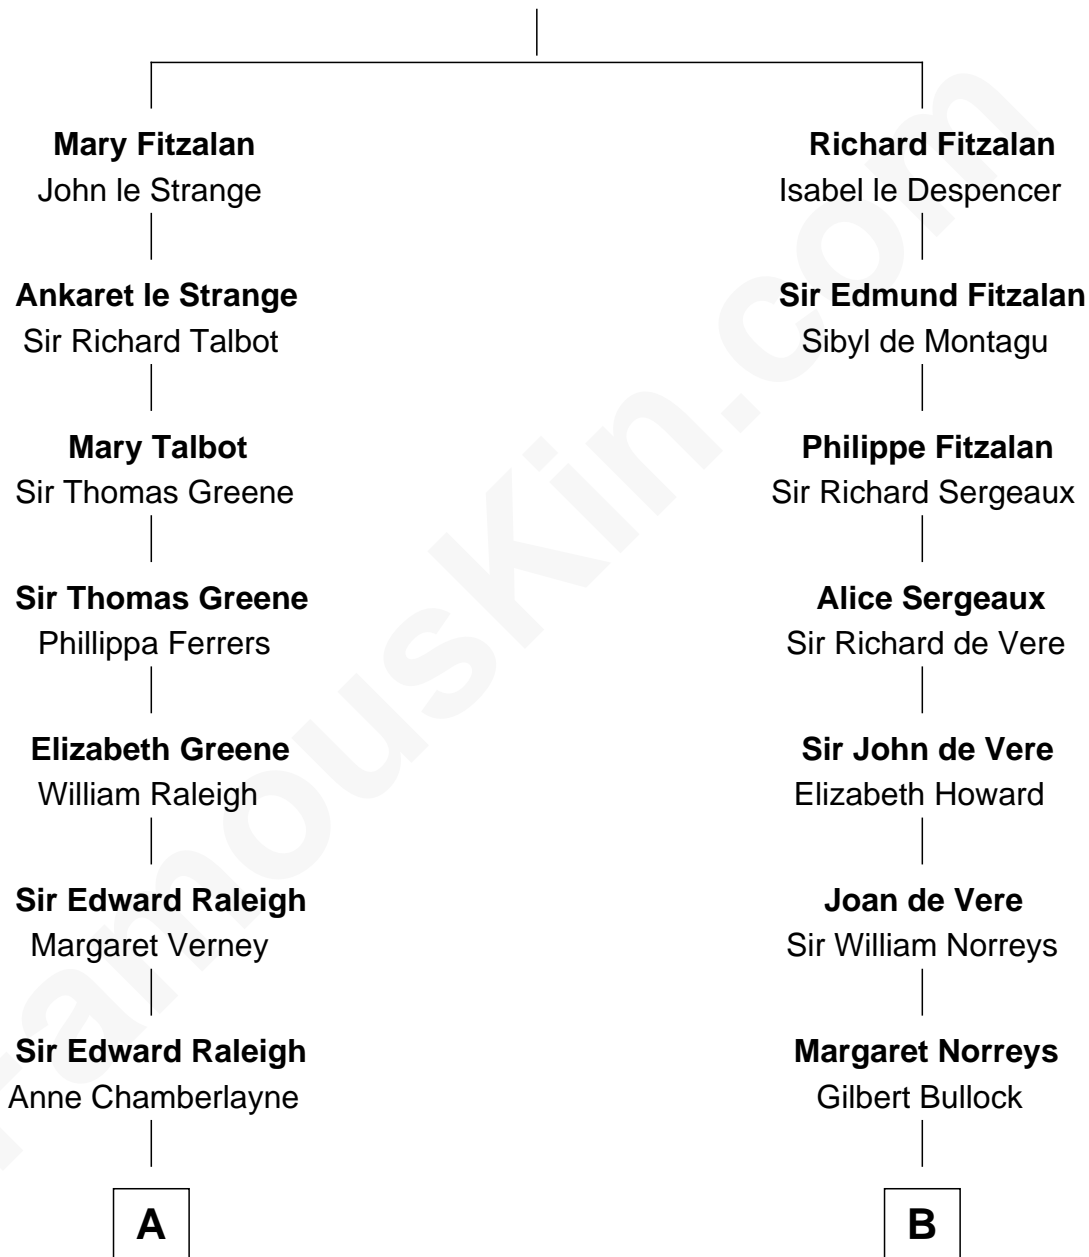 Mary Fitzalan
John le Strange
Richard Fitzalan
Isabel le Despencer
Ankaret le Strange
Sir Richard Talbot
Sir Edmund Fitzalan
Sibyl de Montagu
Mary Talbot
Sir Thomas Greene
Philippe Fitzalan
Sir Richard Sergeaux
Sir Thomas Greene
Phillippa Ferrers
Alice Sergeaux
Sir Richard de Vere
Elizabeth Greene
William Raleigh
Sir John de Vere
Elizabeth Howard
Sir Edward Raleigh
Margaret Verney
Joan de Vere
Sir William Norreys
Sir Edward Raleigh
Anne Chamberlayne
Margaret Norreys
Gilbert Bullock
A
B
FamousKin.com